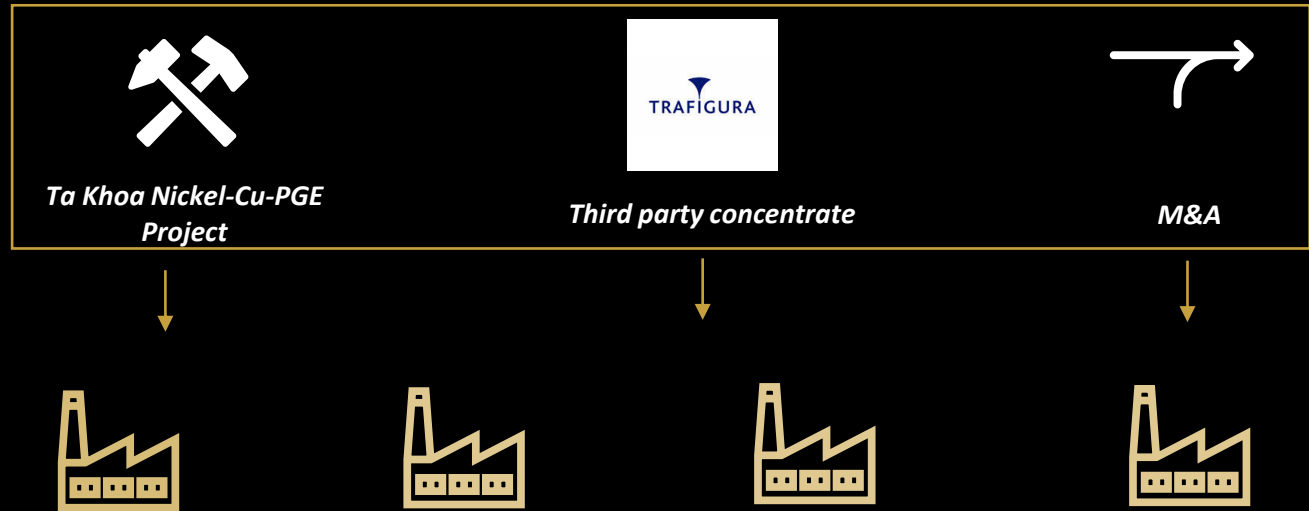 TRAFIGURA
Ta Khoa Nickel-Cu-PGE
Project
Third party concentrate
M&A